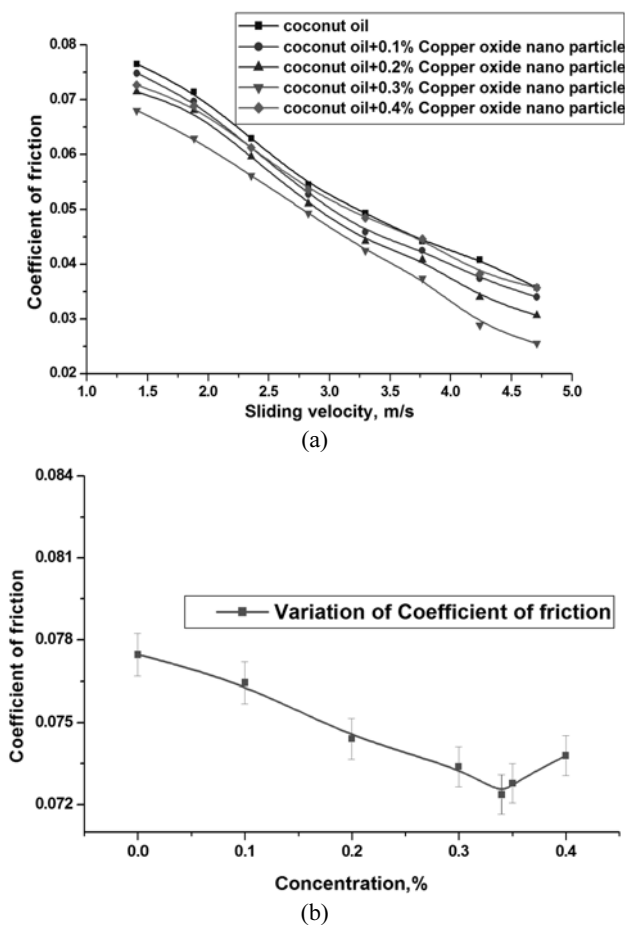 (a)
coconut oil
coconut oil+0.1% Copper oxide nano particle
coconut oil+0.2% Copper oxide nano particle
coconut oil+0.3% Copper oxide nano particle
coconut oil+0.4% Copper oxide nano particle
0.08
0.07
0.06
0.05
0.04
0.03
0.02
Coefficient of friction
1.0 1.5 2.0 2.5 3.0 3.5 4.0 4.5 5.0
Sliding velocity, m/s
(a)
0.084
0.081
0.078
0.075
0.072
Coefficient of friction
Variation of Coefficient of friction
0.0 0.1 0.2 0.3 0.4
Concentration,%
(b)